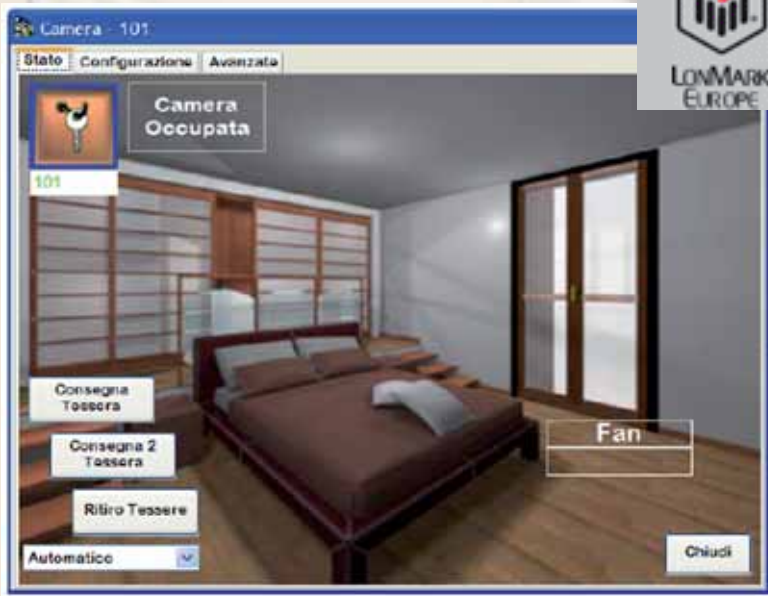 Camera - 101
LONMARK
EUROPE
Stato Configurazione Avanzate
Camera
Occupata
101
Consegna
Tessera
Consegna 2
Tessera
Ritiro Tessere
Automatico
Fan
Chiudi